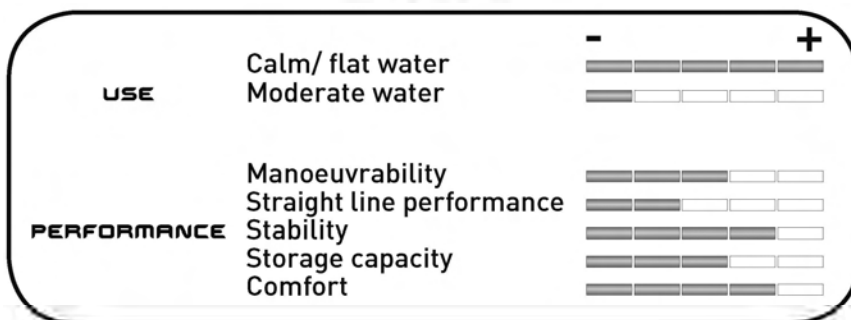 - +
Calm/ flat water
USE Moderate water
Manoeuvrability
Straight line performance
PERFORMANCE Stability
Storage capacity
Comfort